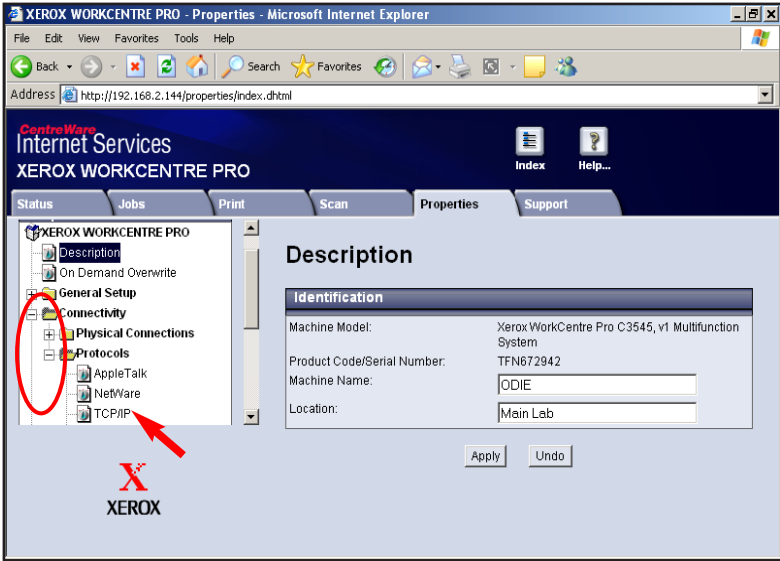 XEROX WORKCENTRE PRO - Properties - Microsoft Internet Explorer
File Edit View Favorites Tools Help
Back Search Favorites
Address http://192.168.2.144/properties/index.dhtml
CentreWare
Internet Services
XEROX WORKCENTRE PRO
Index Help...
Status Jobs Print Scan Properties Support
XEROX WORKCENTRE PRO
Description
On Demand Overwrite
General Setup
Connectivity
Physical Connections
Protocols
AppleTalk
NetWare
TCP/IP
X
XEROX
Description
Identification
Machine Model: Xerox WorkCentre Pro C3545, v1 Multifunction
System
Product Code/Serial Number: TFN672942
Machine Name: ODIE
Location: Main Lab
Apply Undo